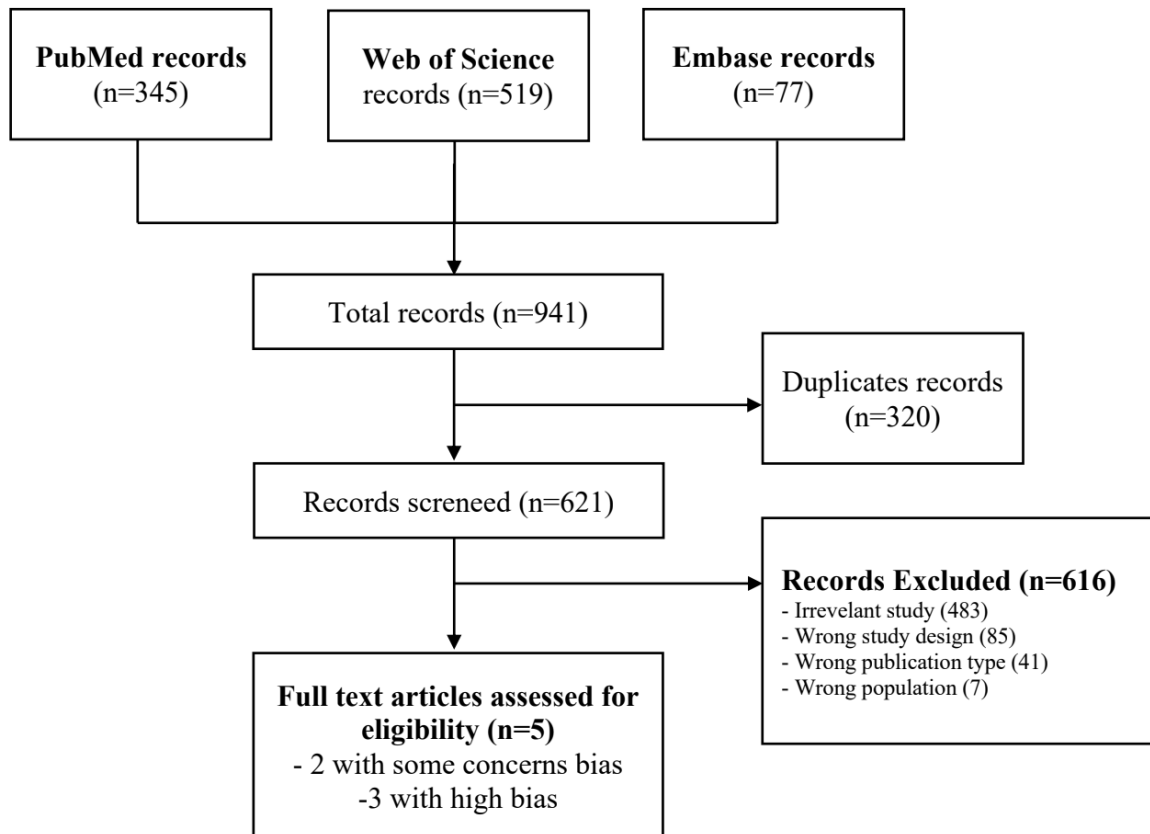 PubMed records
(n=345)
Web of Science
records (n=519)
Embase records
(n=77)
Total records (n=941)
Duplicates records
(n=320)
Records screneed (n=621)
Records Excluded (n=616)
- Irrevelant study (483)
- Wrong study design (85)
- Wrong publication type (41)
- Wrong population (7)
Full text articles assessed for
eligibility (n=5)
- 2 with some concerns bias
-3 with high bias